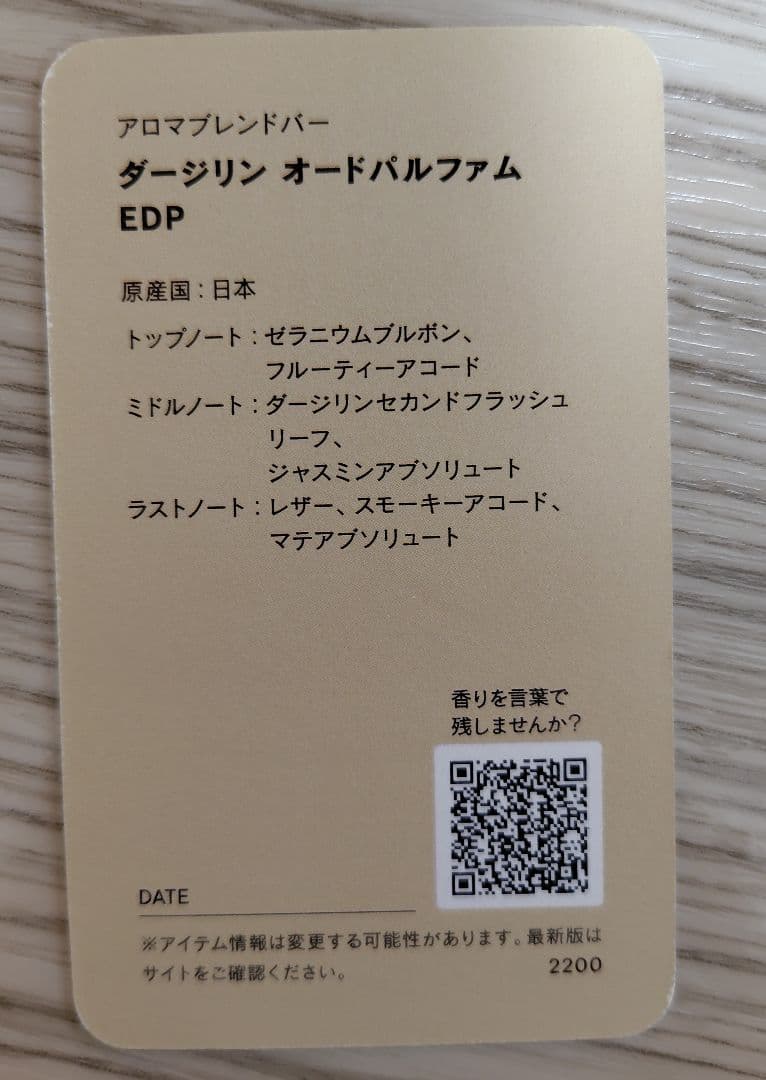 アロマブレンドバー
ダージリン オードパルファム
EDP
原産国：日本
トップノート：ゼラニウムブルボン、
フルーティーアコード
ミドルノート：ダージリンセカンドフラッシュ
リーフ、
ジャスミンアブソリュート
ラストノート：レザー、スモーキーアコード、
マテアブソリュート
香りを言葉で
残しませんか?
DATE
※アイテム情報は変更する可能性があります。最新版は
サイトをご確認ください。
2200